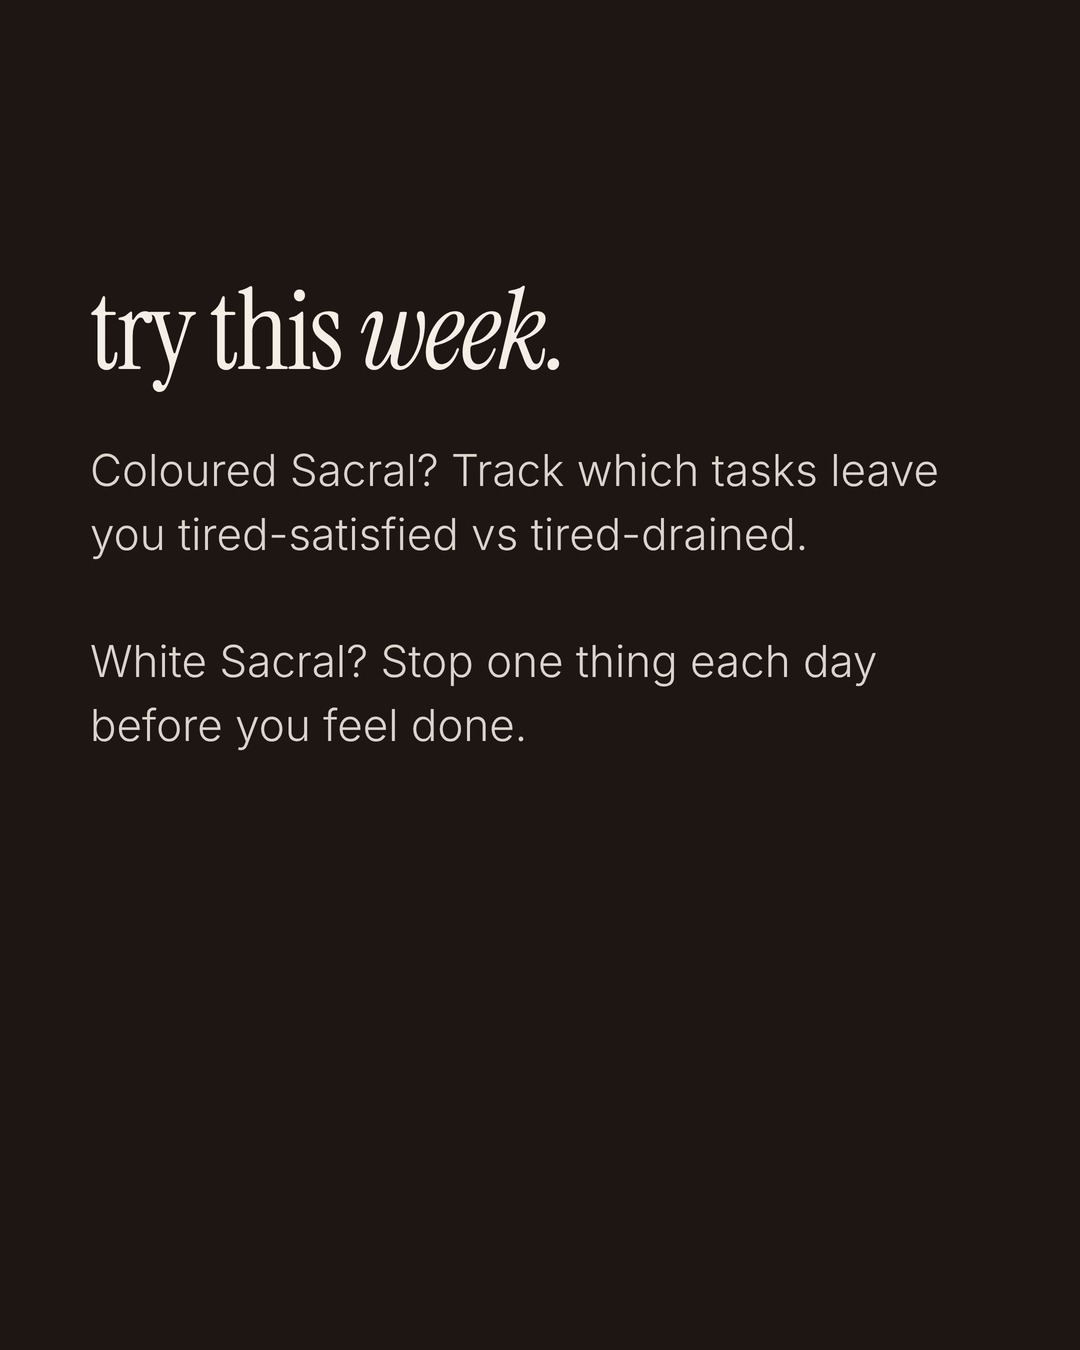 try this week.
Coloured Sacral? Track which tasks leave
you tired-satisfied vs tired-drained.
White Sacral? Stop one thing each day
before you feel done.